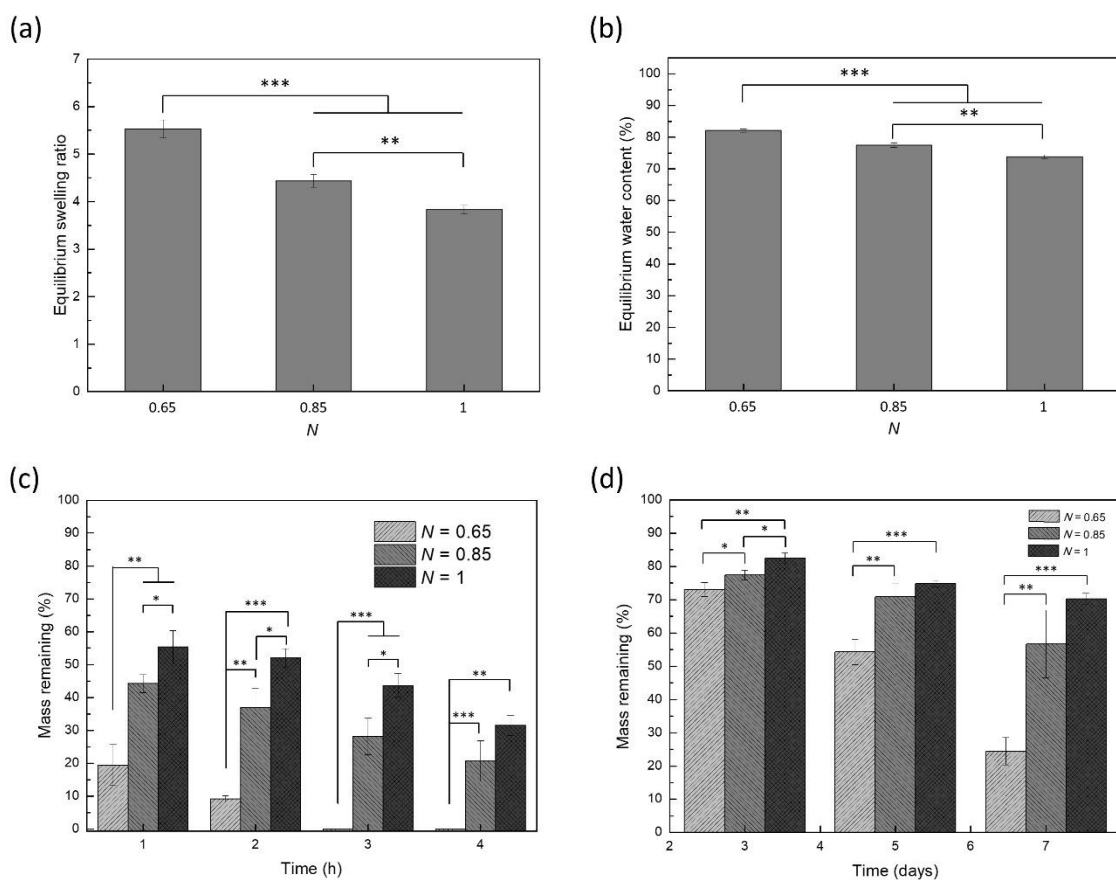 (a)
7
6
5
4
3
2
1
0
Equilibrium swelling ratio
***
**
0.65 0.85 1
N
(b)
100
90
80
70
60
50
40
30
20
10
0
Equilibrium water content (%)
***
**
0.65 0.85 1
N
(c)
100
90
80
70
60
50
40
30
20
10
0
Mass remaining (%)
N = 0.65
N = 0.85
N = 1
**
*
***
*
**
***
*
**
***
1 2 3 4
Time (h)
(d)
100
90
80
70
60
50
40
30
20
10
0
Mass remaining (%)
N = 0.65
N = 0.85
N = 1
**
*
*
***
**
***
**
2 3 4 5 6 7
Time (days)